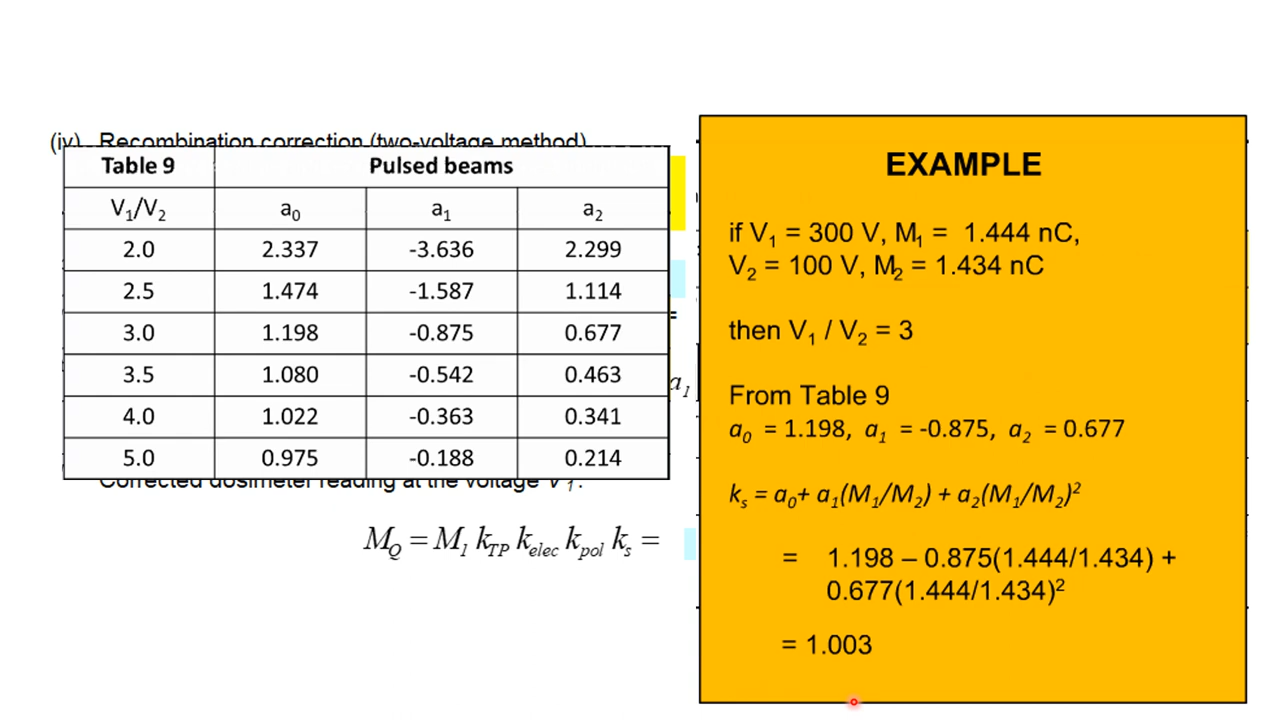 (iv) Recombination correction (two-voltage method)
Table 9 Pulsed beams
V₁/V₂ a₀ a₁ a₂
2.0 2.337 -3.636 2.299
2.5 1.474 -1.587 1.114
3.0 1.198 -0.875 0.677
3.5 1.080 -0.542 0.463
4.0 1.022 -0.363 0.341
5.0 0.975 -0.188 0.214
=
a₁
Corrected dosimeter reading at the voltage V₁:
M_Q = M₁ k_TP k_elec k_pol k_s =
EXAMPLE
if V₁ = 300 V, M₁ = 1.444 nC,
V₂ = 100 V, M₂ = 1.434 nC
then V₁ / V₂ = 3
From Table 9
a₀ = 1.198, a₁ = -0.875, a₂ = 0.677
kₛ = a₀+ a₁(M₁/M₂) + a₂(M₁/M₂)²
= 1.198 – 0.875(1.444/1.434) +
0.677(1.444/1.434)²
= 1.003